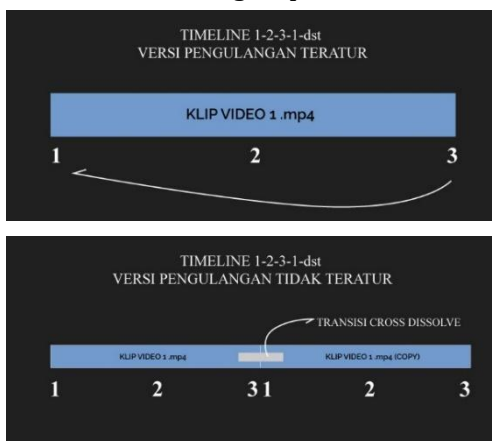 TIMELINE 1-2-3-1-dst
VERSI PENGULANGAN TERATUR
KLIP VIDEO 1 .mp4
1 2 3
TIMELINE 1-2-3-1-dst
VERSI PENGULANGAN TIDAK TERATUR
TRANSISI CROSS DISSOLVE
KLIP VIDEO 1 .mp4 KLIP VIDEO 1 .mp4 (COPY)
1 2 3 1 2 3